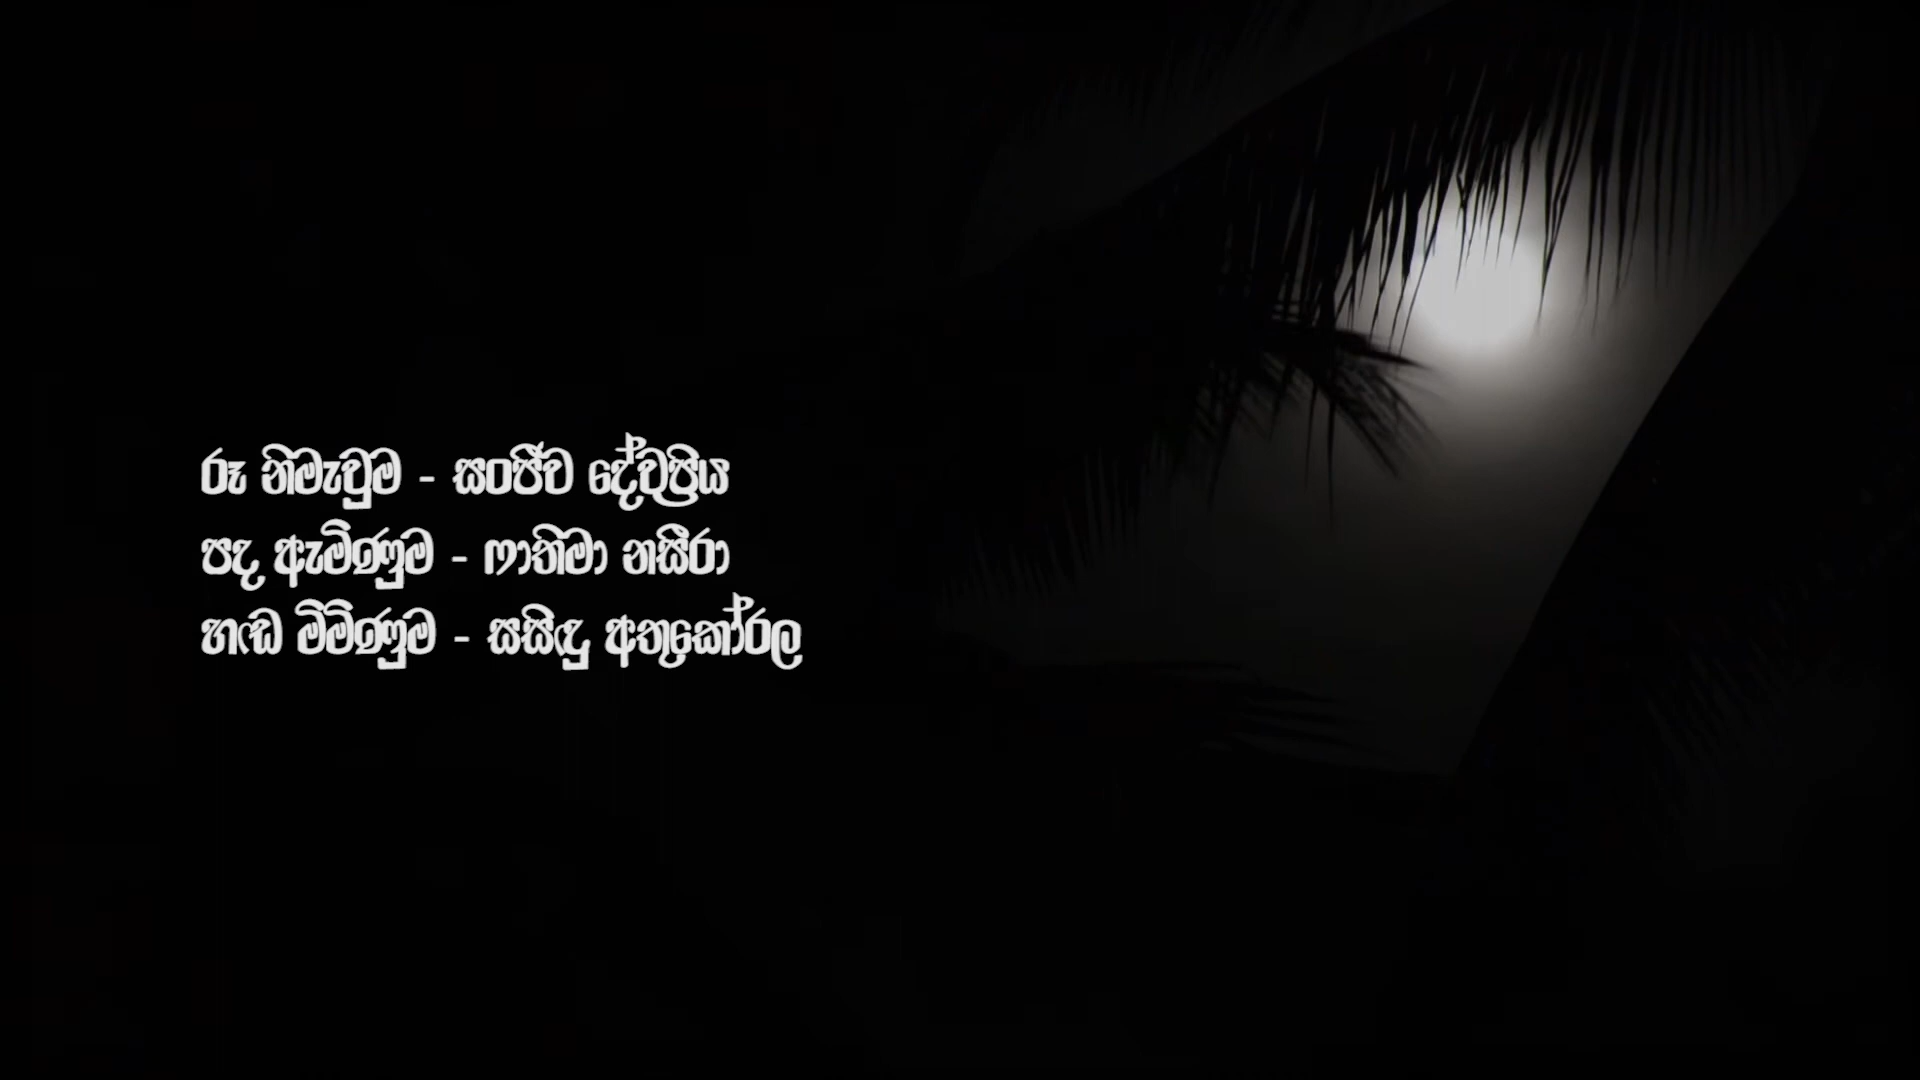 රූ නිමැවුම - සංජීව දේවප්‍රිය
පද ඇමිණුම - ෆාතිමා නසීරා
හඬ මිමිණුම - සසිඳු අතුකෝරල